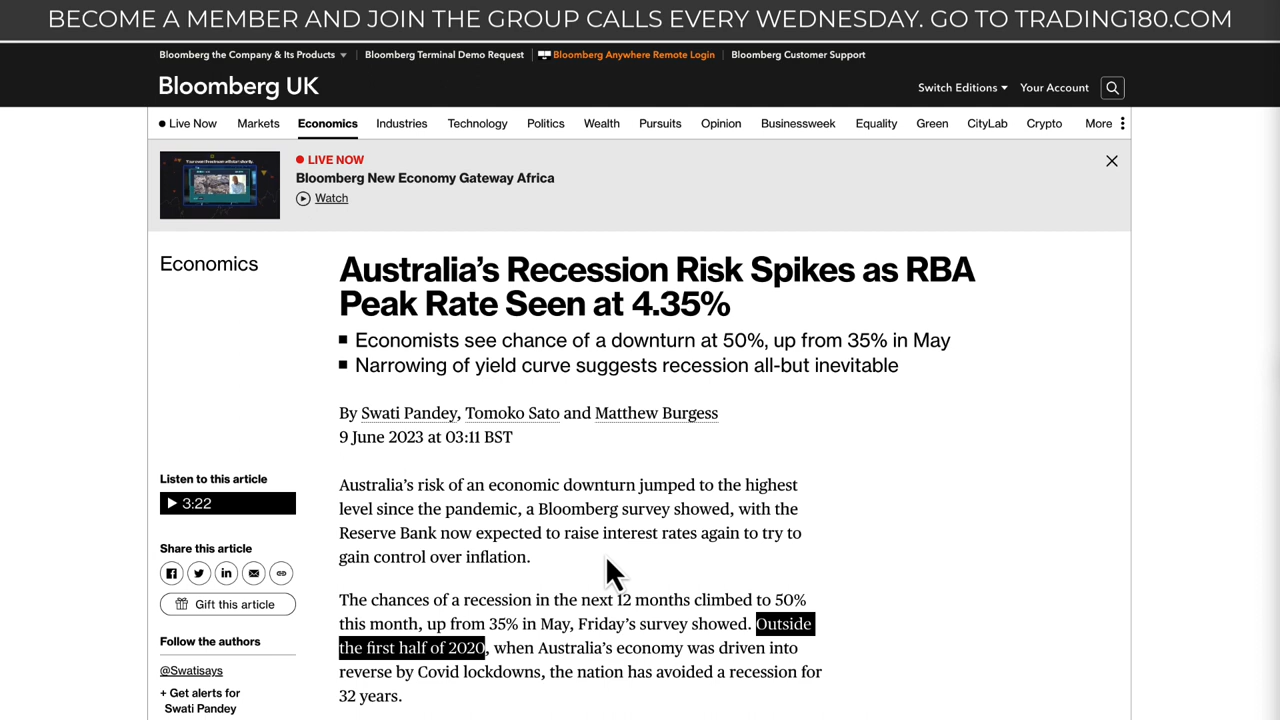 BECOME A MEMBER AND JOIN THE GROUP CALLS EVERY WEDNESDAY. GO TO TRADING180.COM
Bloomberg the Company & Its Products
Bloomberg Terminal Demo Request
Bloomberg Anywhere Remote Login
Bloomberg Customer Support
Bloomberg UK
Switch Editions
Your Account
Live Now
Markets
Economics
Industries
Technology
Politics
Wealth
Pursuits
Opinion
Businessweek
Equality
Green
CityLab
Crypto
More
LIVE NOW
Bloomberg New Economy Gateway Africa
Watch
Economics
Australia's Recession Risk Spikes as RBA
Peak Rate Seen at 4.35%
Economists see chance of a downturn at 50%, up from 35% in May
Narrowing of yield curve suggests recession all-but inevitable
By Swati Pandey, Tomoko Sato and Matthew Burgess
9 June 2023 at 03:11 BST
Listen to this article
3:22
Share this article
Gift this article
Follow the authors
@Swatisays
+ Get alerts for
Swati Pandey
Australia's risk of an economic downturn jumped to the highest
level since the pandemic, a Bloomberg survey showed, with the
Reserve Bank now expected to raise interest rates again to try to
gain control over inflation.
The chances of a recession in the next 12 months climbed to 50%
this month, up from 35% in May, Friday's survey showed. Outside
the first half of 2020, when Australia's economy was driven into
reverse by Covid lockdowns, the nation has avoided a recession for
32 years.